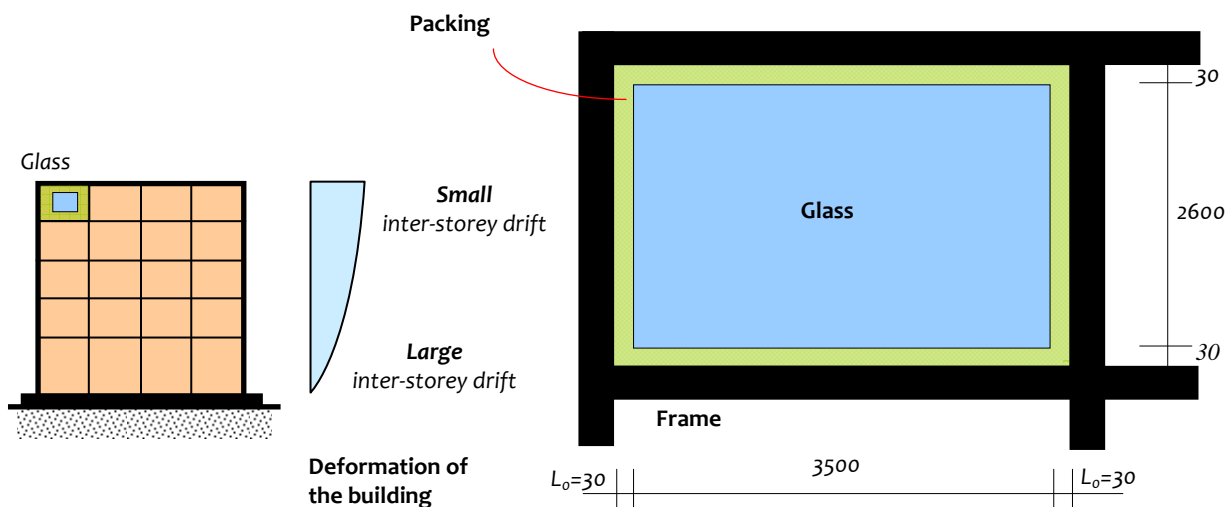 Packing
30
Glass
Small
inter-storey drift
Glass
2600
Large
inter-storey drift
30
Frame
Deformation of
the building
L₀=30
3500
L₀=30